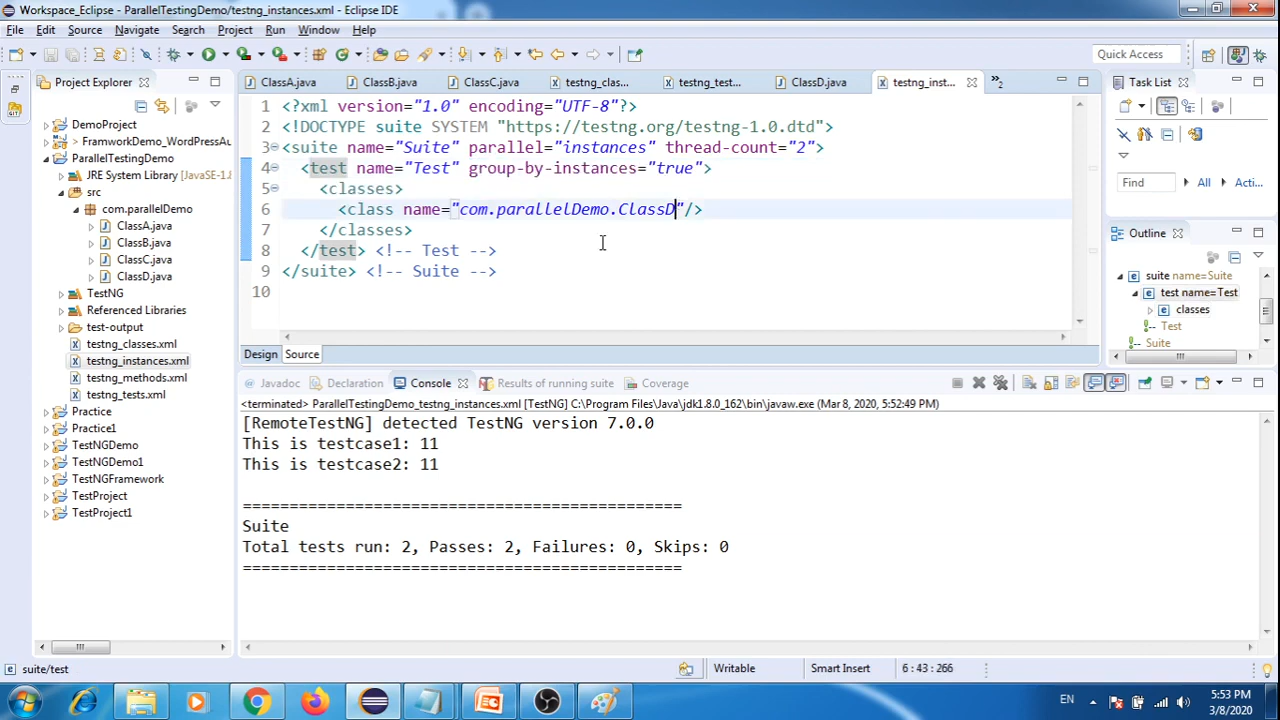 Workspace_Eclipse - ParallelTestingDemo/testng_instances.xml - Eclipse IDE
File Edit Source Navigate Search Project Run Window Help
Quick Access
Project Explorer
DemoProject
> FramworkDemo_WordPressAu
ParallelTestingDemo
JRE System Library [JavaSE-1.
src
com.parallelDemo
ClassA.java
ClassB.java
ClassC.java
ClassD.java
TestNG
Referenced Libraries
test-output
testng_classes.xml
testng_instances.xml
testng_methods.xml
testng_tests.xml
Practice
Practice1
TestNGDemo
TestNGDemo1
TestNGFramework
TestProject
TestProject1
ClassA.java ClassB.java ClassC.java testng_clas... testng_test... ClassD.java testng_inst... »2
1 <?xml version="1.0" encoding="UTF-8"?>
2 <!DOCTYPE suite SYSTEM "https://testng.org/testng-1.0.dtd">
3 <suite name="Suite" parallel="instances" thread-count="2">
4 <test name="Test" group-by-instances="true">
5 <classes>
6 <class name="com.parallelDemo.ClassD"/>
7 </classes>
8 </test> <!-- Test -->
9 </suite> <!-- Suite -->
10
Design Source
Task List
Find All Activ...
Outline
suite name=Suite
test name=Test
classes
Test
Suite
Javadoc Declaration Console Results of running suite Coverage
<terminated> ParallelTestingDemo_testng_instances.xml [TestNG] C:\Program Files\Java\jdk1.8.0_162\bin\javaw.exe (Mar 8, 2020, 5:52:49 PM)
[RemoteTestNG] detected TestNG version 7.0.0
This is testcase1: 11
This is testcase2: 11
===============================================
Suite
Total tests run: 2, Passes: 2, Failures: 0, Skips: 0
===============================================
suite/test Writable Smart Insert 6 : 43 : 266
EN 5:53 PM
3/8/2020